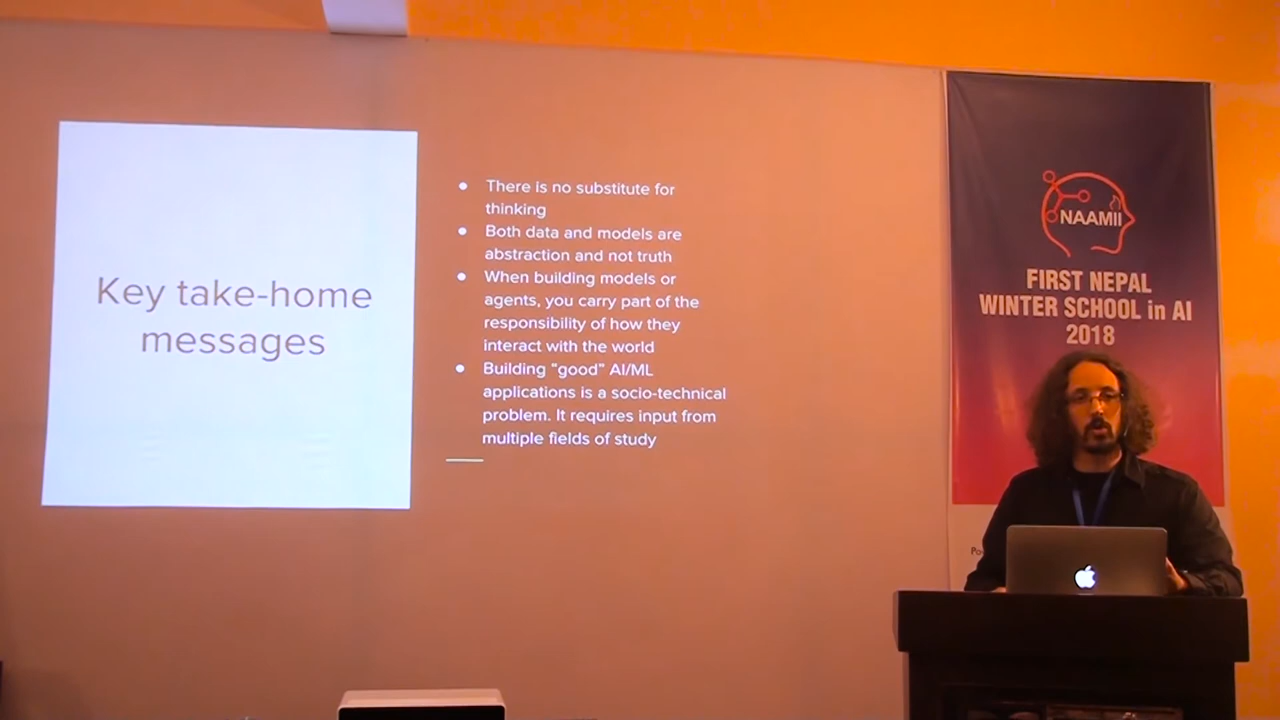 Key take-home
messages
● There is no substitute for
thinking
● Both data and models are
abstraction and not truth
● When building models or
agents, you carry part of the
responsibility of how they
interact with the world
● Building "good" AI/ML
applications is a socio-technical
problem. It requires input from
multiple fields of study
NAAMII
FIRST NEPAL
WINTER SCHOOL in AI
2018